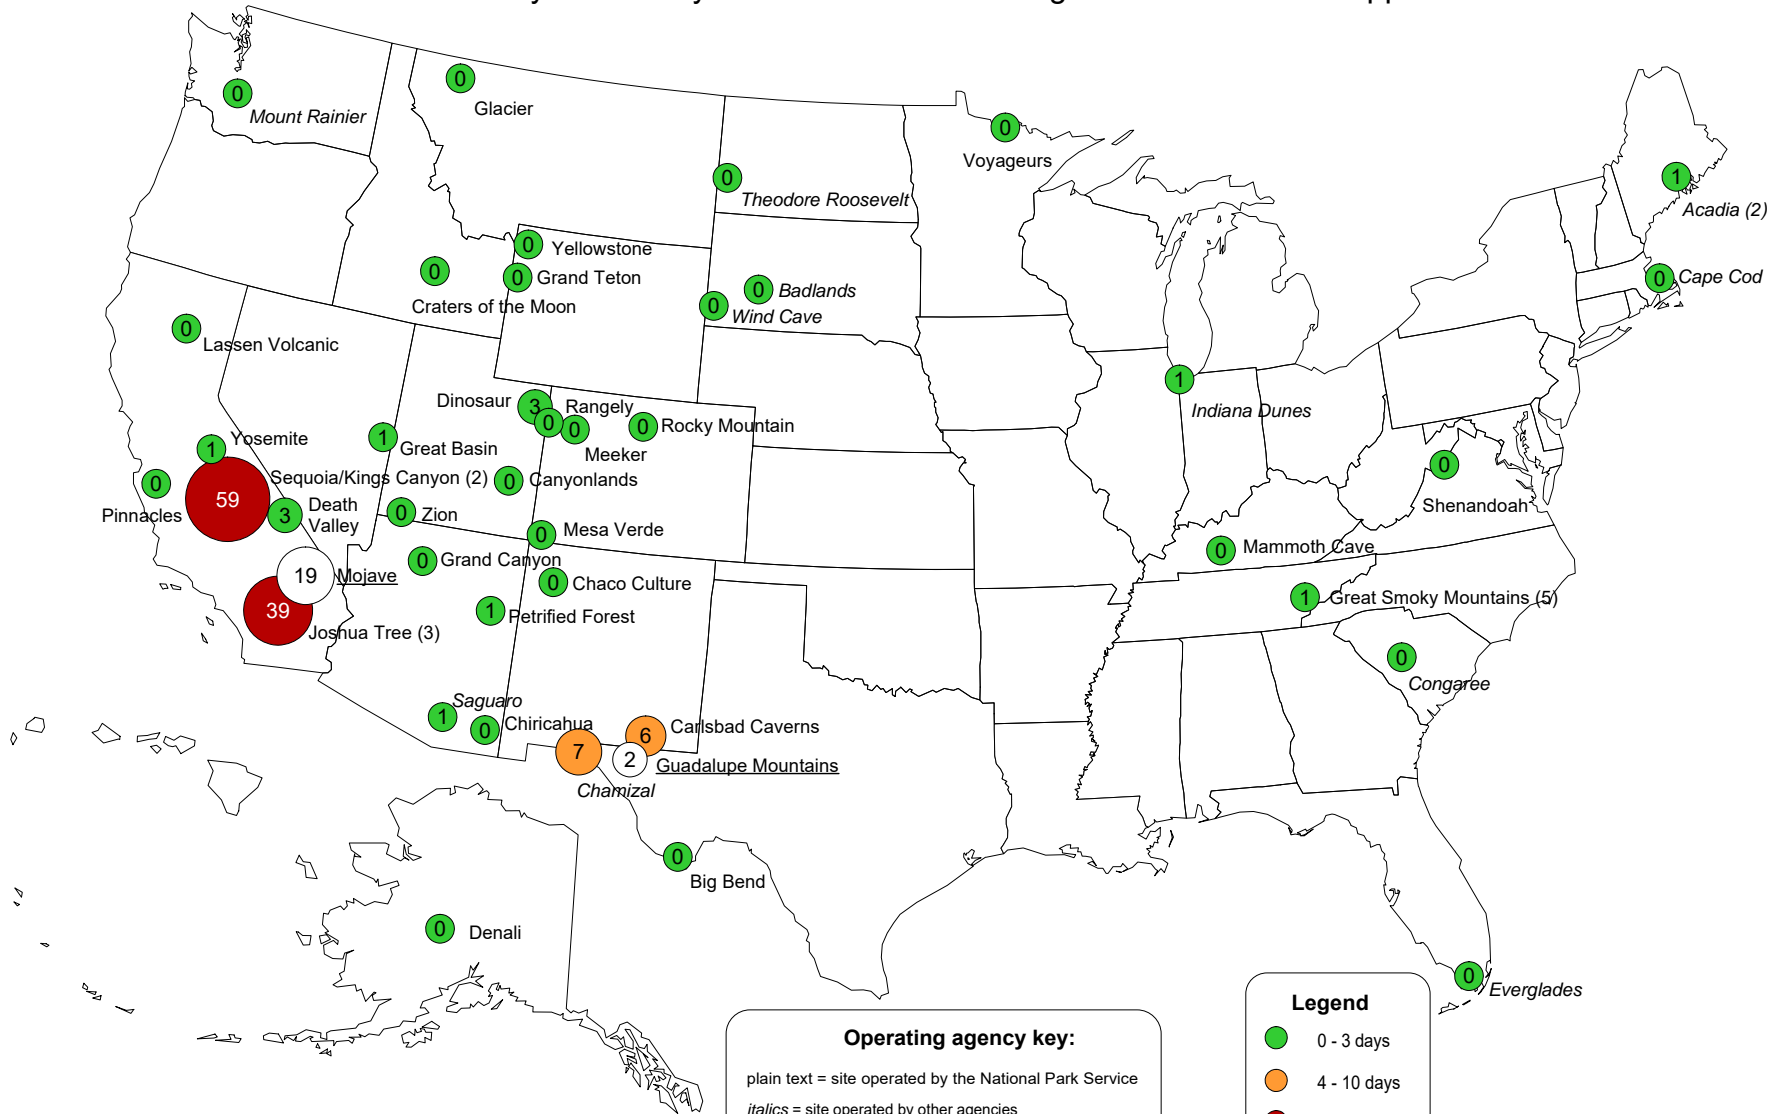 0
Mount Rainier
0
Glacier
0
Voyageurs
0
Theodore Roosevelt
1
Acadia (2)
0
Yellowstone
0
Grand Teton
0
Craters of the Moon
0
Badlands
0
Wind Cave
0
Cape Cod
0
Lassen Volcanic
1
Indiana Dunes
Dinosaur
3
0
Rangely
0
Meeker
0
Rocky Mountain
1
Yosemite
1
Great Basin
0
Pinnacles
59
Sequoia/Kings Canyon (2)
0
Canyonlands
3
Death
Valley
0
Zion
0
Shenandoah
0
Mesa Verde
0
Mammoth Cave
0
Grand Canyon
19
Mojave
0
Chaco Culture
39
Joshua Tree (3)
1
Petrified Forest
1
Great Smoky Mountains (5)
0
Congaree
1
Saguaro
0
Chiricahua
7
Chamizal
6
Carlsbad Caverns
2
Guadalupe Mountains
0
Big Bend
0
Denali
0
Everglades
Operating agency key:
plain text = site operated by the National Park Service
italics = site operated by other agencies
Legend
0 - 3 days
4 - 10 days